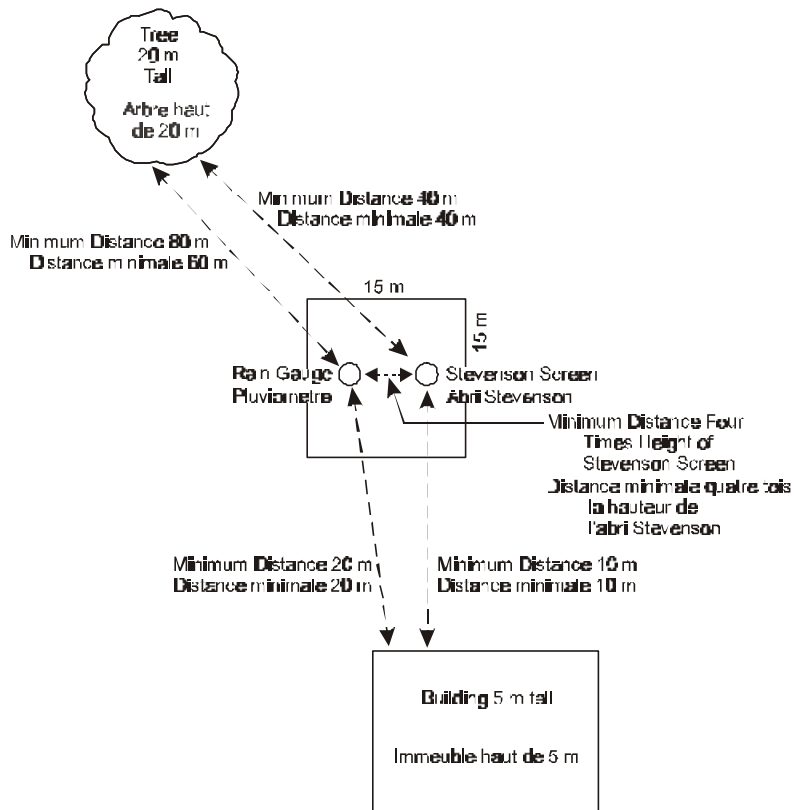 Tree
20 m
Tall
Arbre haut
de 20 m
Minimum Distance 40 m
Distance minimale 40 m
Minimum Distance 80 m
Distance minimale 80 m
15 m
15 m
Rain Gauge
Pluviometre
Stevenson Screen
Abri Stevenson
Minimum Distance Four
Times Height of
Stevenson Screen
Distance minimale quatre fois
la hauteur de
l'abri Stevenson
Minimum Distance 20 m
Distance minimale 20 m
Minimum Distance 10 m
Distance minimale 10 m
Building 5 m tall
Immeuble haut de 5 m